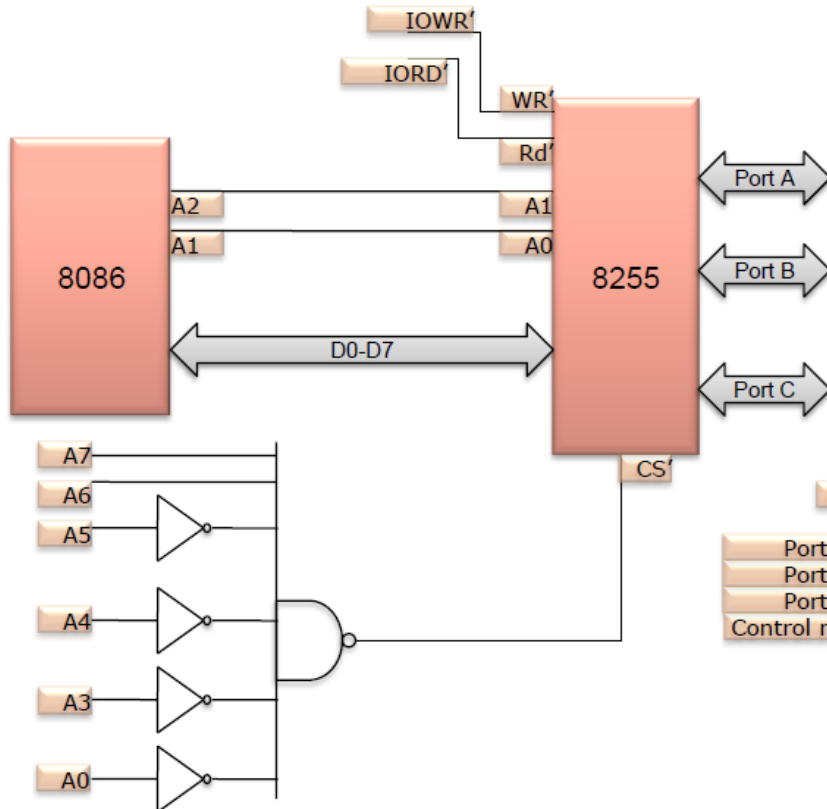 IOWR’
IORD’
WR’
Rd’
A2
A1
A1
A0
8086
8255
Port A
Port B
Port C
D0-D7
CS’
A7
A6
A5
A4
A3
A0
Port
Port
Port
Control